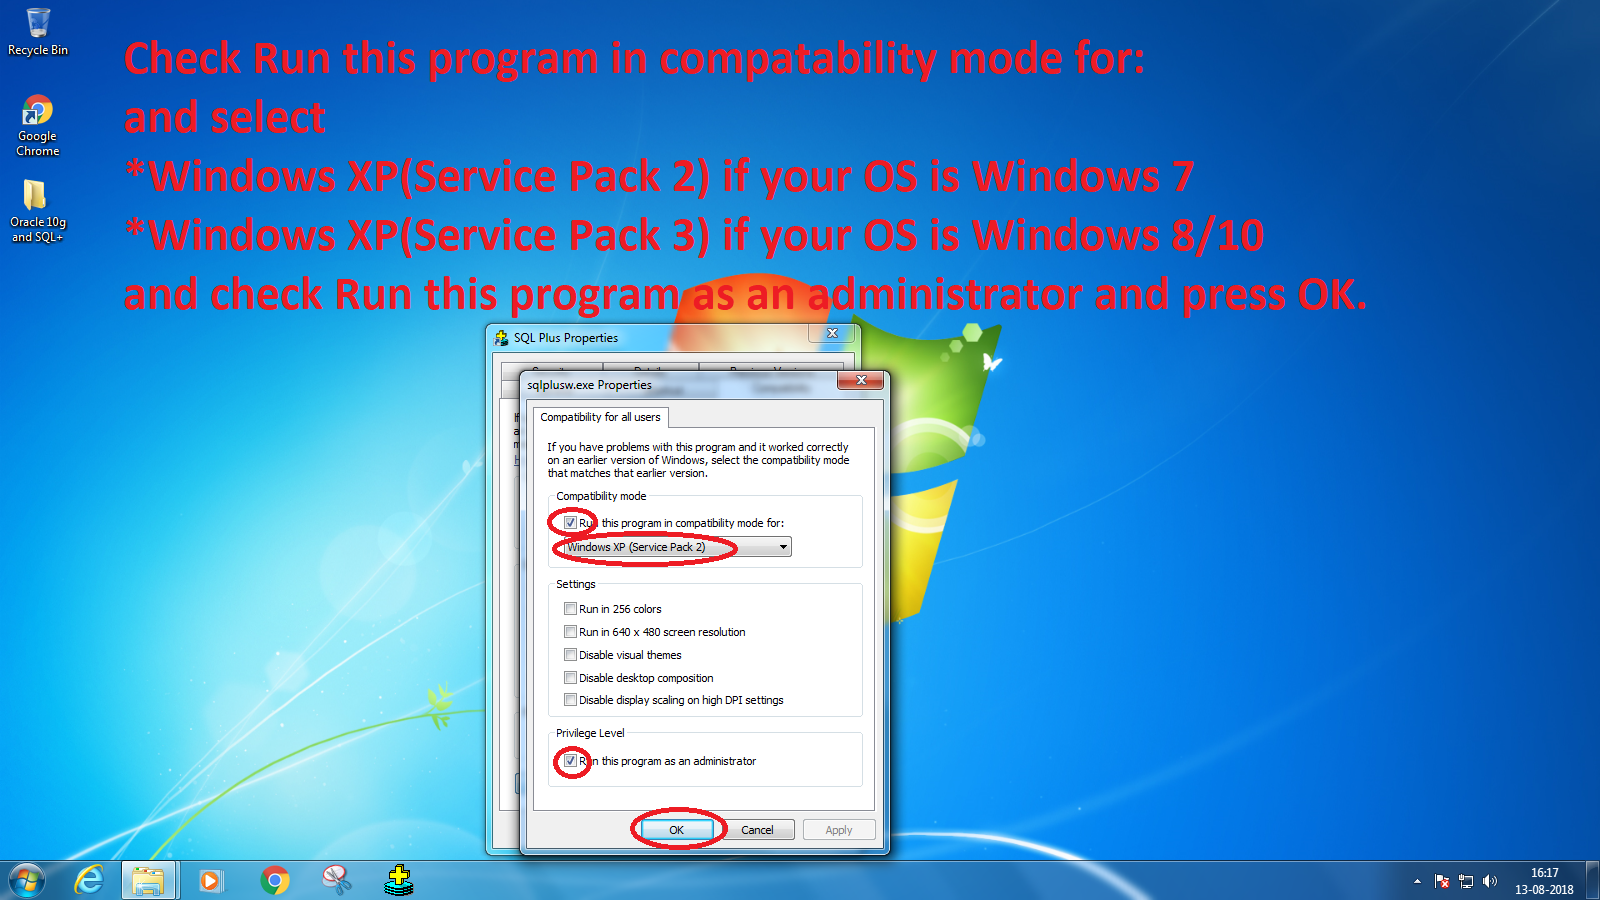 Recycle Bin
Google
Chrome
Oracle 10g
and SQL+
Check Run this program in compatability mode for:
and select
*Windows XP(Service Pack 2) if your OS is Windows 7
*Windows XP(Service Pack 3) if your OS is Windows 8/10
and check Run this program as an administrator and press OK.
SQL Plus Properties
sqlplusw.exe Properties
Compatibility for all users
If you have problems with this program and it worked correctly
on an earlier version of Windows, select the compatibility mode
that matches that earlier version.
Compatibility mode
Run this program in compatibility mode for:
Windows XP (Service Pack 2)
Settings
Run in 256 colors
Run in 640 x 480 screen resolution
Disable visual themes
Disable desktop composition
Disable display scaling on high DPI settings
Privilege Level
Run this program as an administrator
OK
Cancel
Apply
16:17
13-08-2018